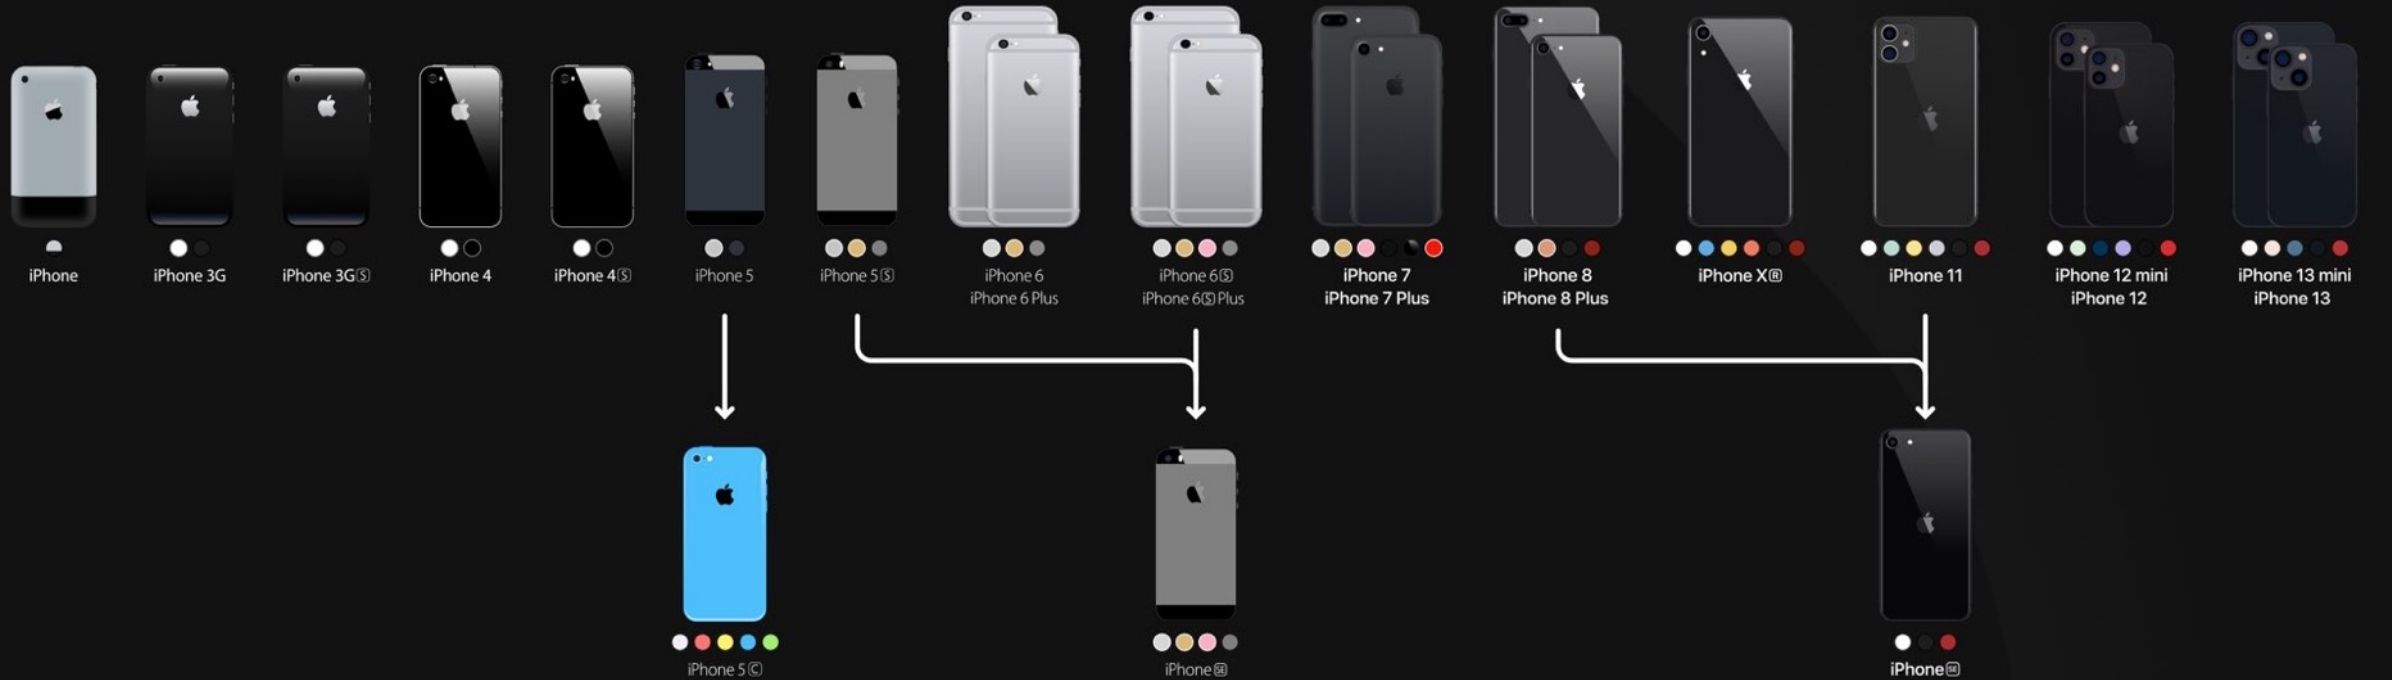 iPhone
iPhone 3G
iPhone 3GS
iPhone 4
iPhone 4S
iPhone 5
iPhone 5S
iPhone 6
iPhone 6 Plus
iPhone 6S
iPhone 6S Plus
iPhone 7
iPhone 7 Plus
iPhone 8
iPhone 8 Plus
iPhone XR
iPhone 11
iPhone 12 mini
iPhone 12
iPhone 13 mini
iPhone 13
iPhone 5C
iPhone SE
iPhone SE